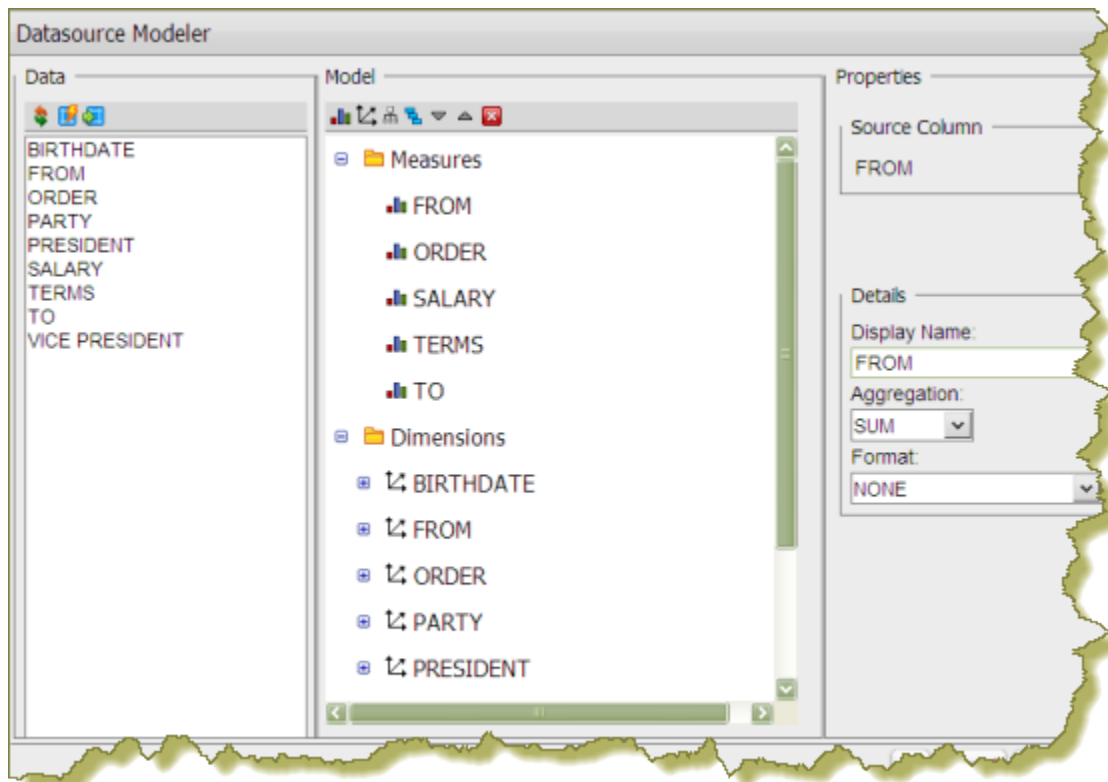 Datasource Modeler
Data
BIRTHDATE
FROM
ORDER
PARTY
PRESIDENT
SALARY
TERMS
TO
VICE PRESIDENT
Model
Measures
FROM
ORDER
SALARY
TERMS
TO
Dimensions
BIRTHDATE
FROM
ORDER
PARTY
PRESIDENT
Properties
Source Column
FROM
Details
Display Name:
FROM
Aggregation:
SUM
Format:
NONE